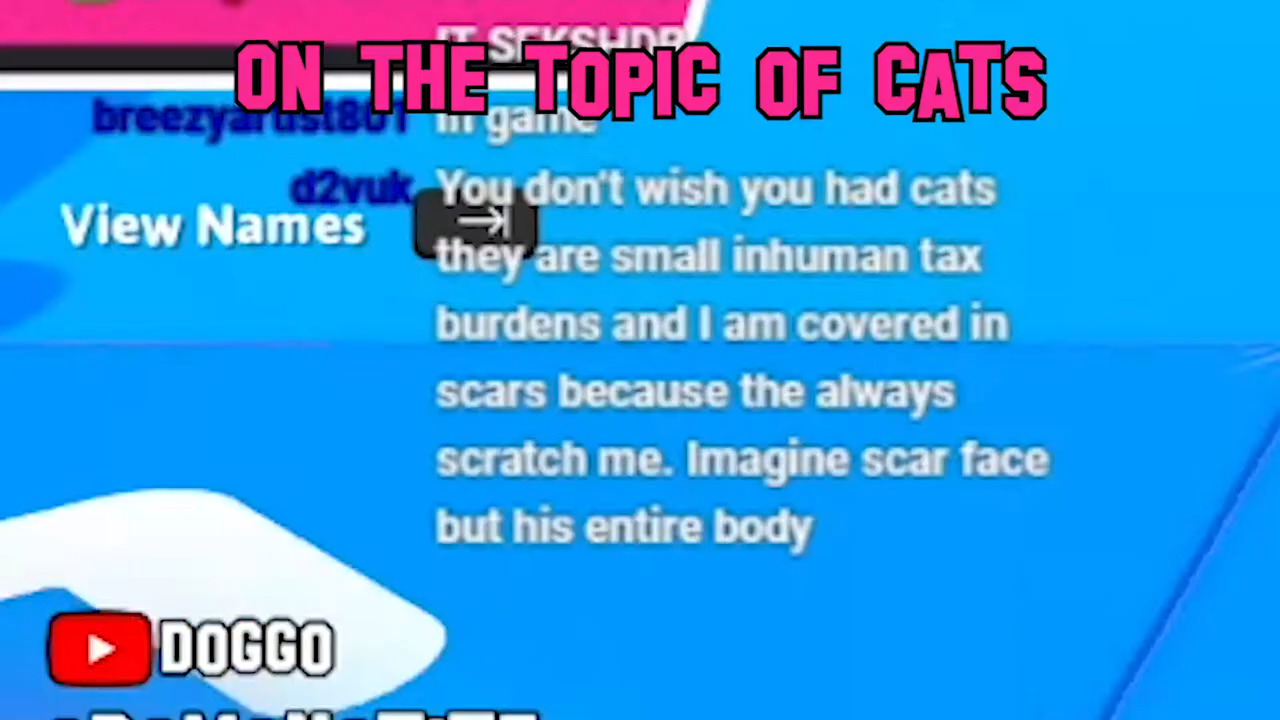 ON THE TOPIC OF CATS
breezyartist801 in game
d2vuk You don't wish you had cats
View Names
they are small inhuman tax
burdens and I am covered in
scars because the always
scratch me. Imagine scar face
but his entire body
DOGGO